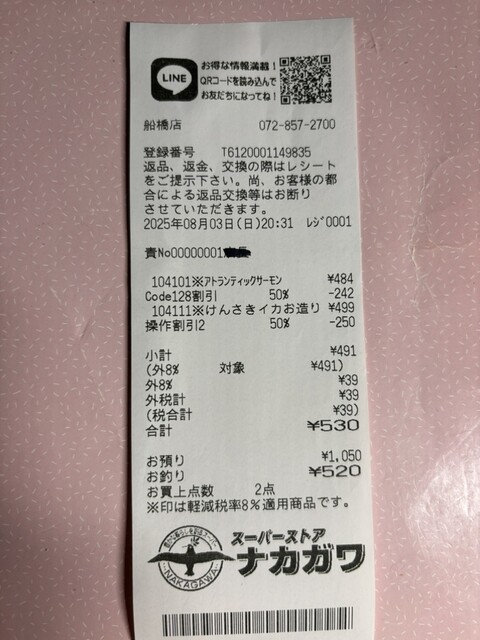 LINE
お得な情報満載!
QRコードを読み込んで
お友だちになってね!
船橋店 072-857-2700
登録番号 T6120001149835
返品、返金、交換の際はレシート
をご提示下さい。尚、お客様の都
合による返品交換等はお断り
させていただきます。
2025年08月03日(日)20:31 レジ0001
責No00000001
104101※アトランティックサーモン ¥484
Code128割引 50% -242
104111※けんさきイカお造り ¥499
操作割引2 50% -250
小計 ¥491
(外8% 対象 ¥491)
外8% ¥39
外税計 ¥39
(税合計 ¥39)
合計 ¥530
お預り ¥1,050
お釣り ¥520
お買上点数 2点
※印は軽減税率8%適用商品です。
NAKAGAWA
スーパーストア
ナカガワ